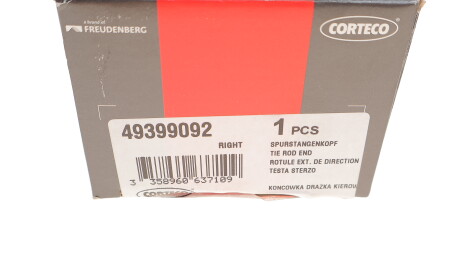 a brand of
FREUDENBERG
CORTECO
49399092
RIGHT
1 PCS
SPURSTANGENKOPF
TIE ROD END
ROTULE EXT. DE DIRECTION
TESTA STERZO
KONCOWKA DRAZKA KIEROW
3 358960 637109
CORTECO